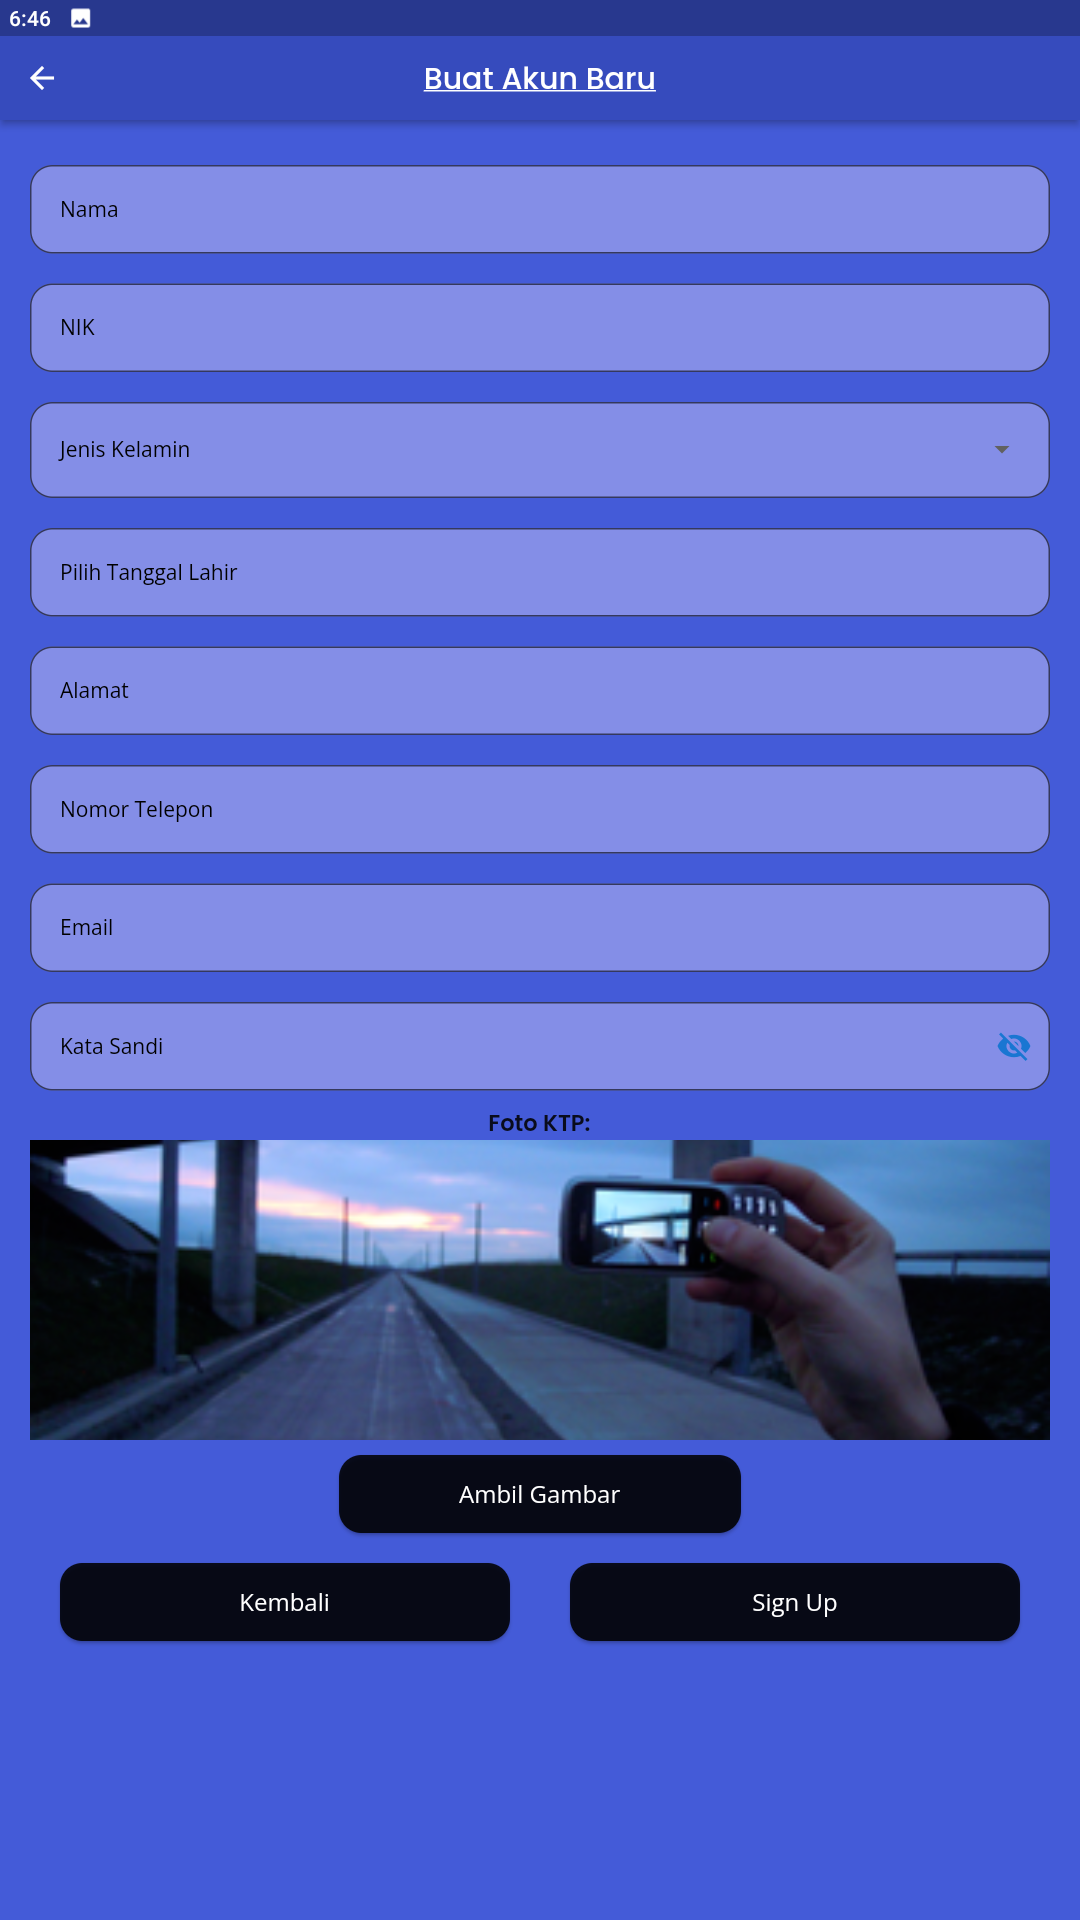 6:46
Buat Akun Baru
Nama
NIK
Jenis Kelamin
Pilih Tanggal Lahir
Alamat
Nomor Telepon
Email
Kata Sandi
Foto KTP:
Ambil Gambar
Kembali
Sign Up